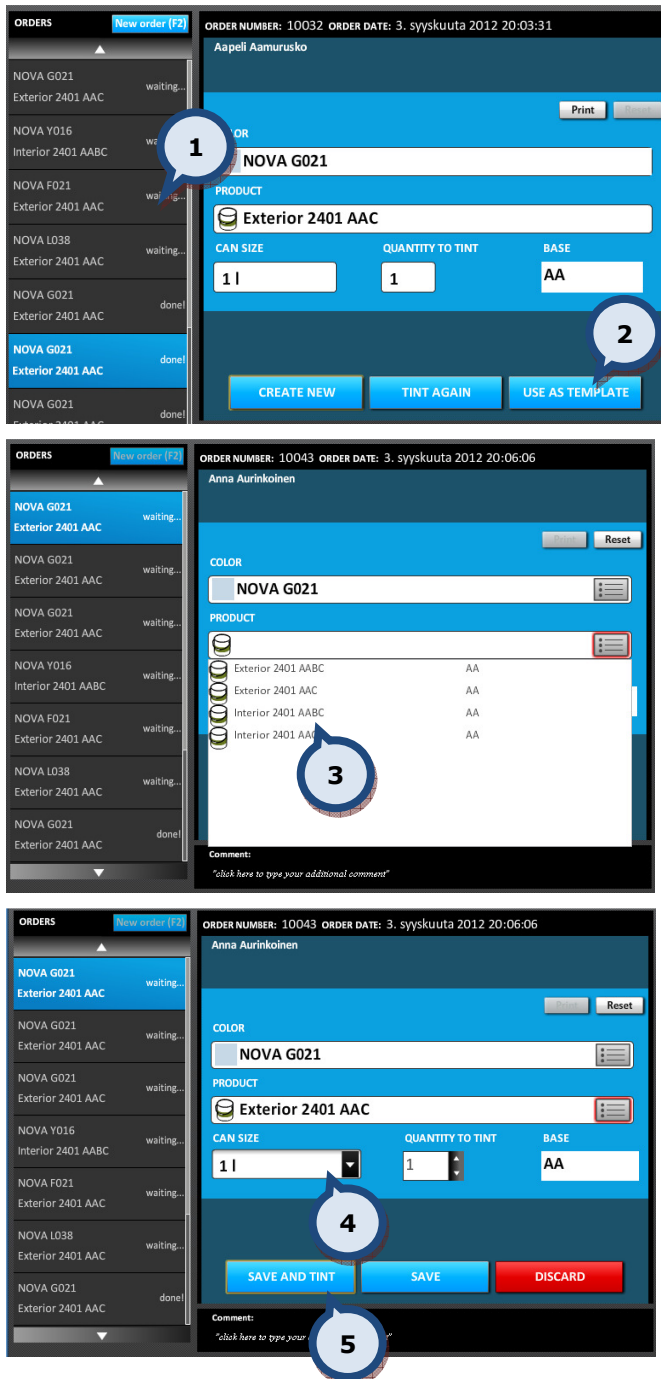 ORDERS New order (F2) ORDER NUMBER: 10032 ORDER DATE: 3. syyskuuta 2012 20:03:31
Aapeli Aamurusko
NOVA G021
Exterior 2401 AAC
waiting...
NOVA Y016
Interior 2401 AABC
NOVA F021
Exterior 2401 AAC
NOVA L038
Exterior 2401 AAC
waiting...
NOVA G021
Exterior 2401 AAC
done!
NOVA G021
Exterior 2401 AAC
done!
NOVA G021
done!
1
Print Reset
NOVA G021
PRODUCT
Exterior 2401 AAC
CAN SIZE QUANTITY TO TINT BASE
1 l 1 AA
2
CREATE NEW TINT AGAIN USE AS TEMPLATE
ORDERS New order (F2) ORDER NUMBER: 10043 ORDER DATE: 3. syyskuuta 2012 20:06:06
Anna Aurinkoinen
NOVA G021
Exterior 2401 AAC
waiting...
NOVA G021
Exterior 2401 AAC
waiting...
NOVA G021
Exterior 2401 AAC
waiting...
NOVA Y016
Interior 2401 AABC
waiting...
NOVA F021
Exterior 2401 AAC
waiting...
NOVA L038
Exterior 2401 AAC
waiting...
NOVA G021
Exterior 2401 AAC
done!
Print Reset
COLOR
NOVA G021
PRODUCT
Exterior 2401 AABC AA
Exterior 2401 AAC AA
Interior 2401 AABC AA
Interior 2401 AA
3
Comment:
"click here to type your additional comment"
ORDERS New order (F2) ORDER NUMBER: 10043 ORDER DATE: 3. syyskuuta 2012 20:06:06
Anna Aurinkoinen
NOVA G021
Exterior 2401 AAC
waiting...
NOVA G021
Exterior 2401 AAC
waiting...
NOVA G021
Exterior 2401 AAC
waiting...
NOVA Y016
Interior 2401 AABC
waiting...
NOVA F021
Exterior 2401 AAC
waiting...
NOVA L038
Exterior 2401 AAC
waiting...
NOVA G021
Exterior 2401 AAC
done!
Print Reset
COLOR
NOVA G021
PRODUCT
Exterior 2401 AAC
CAN SIZE QUANTITY TO TINT BASE
1 l 1 AA
4
SAVE AND TINT SAVE DISCARD
Comment:
"click here to type your
5